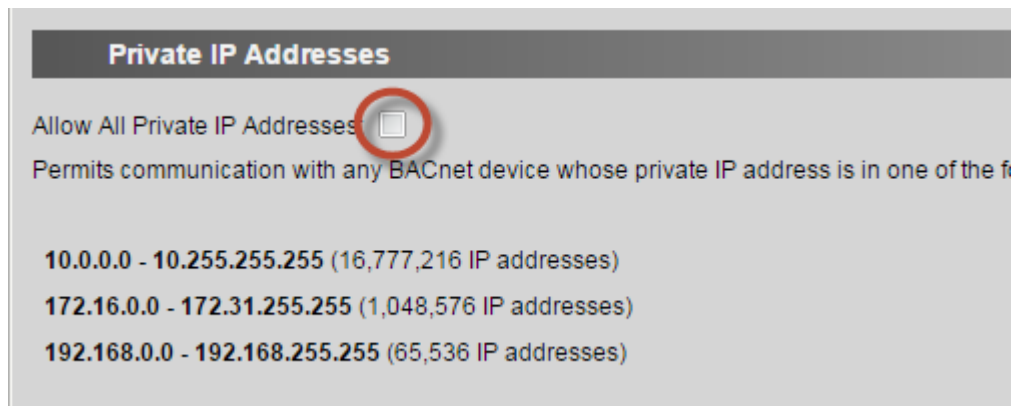 Private IP Addresses
Allow All Private IP Addresses:
Permits communication with any BACnet device whose private IP address is in one of the
10.0.0.0 - 10.255.255.255 (16,777,216 IP addresses)
172.16.0.0 - 172.31.255.255 (1,048,576 IP addresses)
192.168.0.0 - 192.168.255.255 (65,536 IP addresses)